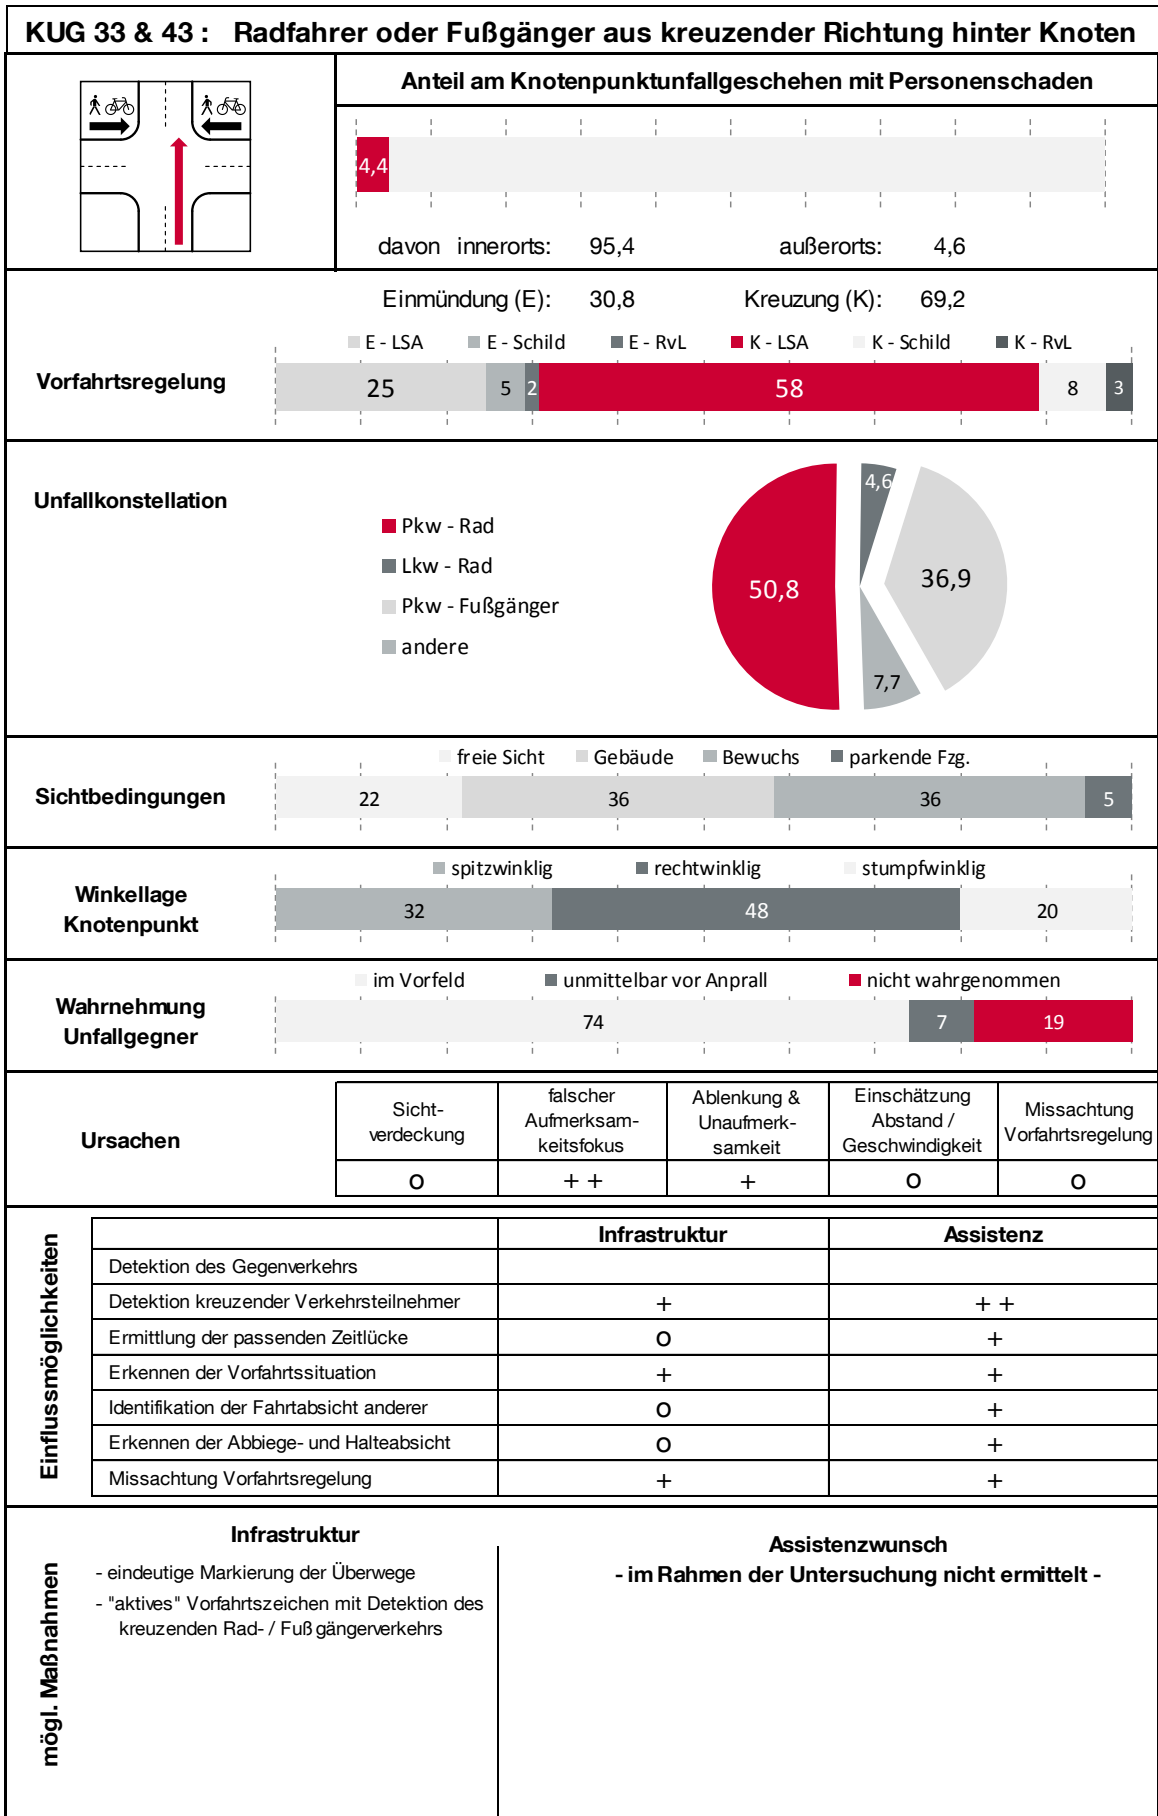 KUG 33 & 43 : Radfahrer oder Fußgänger aus kreuzender Richtung hinter Knoten
Anteil am Knotenpunktunfallgeschehen mit Personenschaden
4,4
davon innerorts: 95,4 außerorts: 4,6
Einmündung (E): 30,8 Kreuzung (K): 69,2
E - LSA E - Schild E - RvL K - LSA K - Schild K - RvL
Vorfahrtsregelung
25 5 2 58 8 3
Unfallkonstellation
Pkw - Rad
Lkw - Rad
Pkw - Fußgänger
andere
4,6
36,9
50,8
7,7
freie Sicht Gebäude Bewuchs parkende Fzg.
Sichtbedingungen
22 36 36 5
spitzwinklig rechtwinklig stumpfwinklig
Winkellage
Knotenpunkt
32 48 20
im Vorfeld unmittelbar vor Anprall nicht wahrgenommen
Wahrnehmung
Unfallgegner
74 7 19
Ursachen
Sicht-
verdeckung
falscher
Aufmerksam-
keitsfokus
Ablenkung &
Unaufmerk-
samkeit
Einschätzung
Abstand /
Geschwindigkeit
Missachtung
Vorfahrtsregelung
o + + + o o
Einflussmöglichkeiten
Infrastruktur Assistenz
Detektion des Gegenverkehrs
Detektion kreuzender Verkehrsteilnehmer + + +
Ermittlung der passenden Zeitlücke o +
Erkennen der Vorfahrtssituation + +
Identifikation der Fahrtabsicht anderer o +
Erkennen der Abbiege- und Halteabsicht o +
Missachtung Vorfahrtsregelung + +
mögl. Maßnahmen
Infrastruktur
- eindeutige Markierung der Überwege
- "aktives" Vorfahrtszeichen mit Detektion des
kreuzenden Rad- / Fußgängerverkehrs
Assistenzwunsch
- im Rahmen der Untersuchung nicht ermittelt -